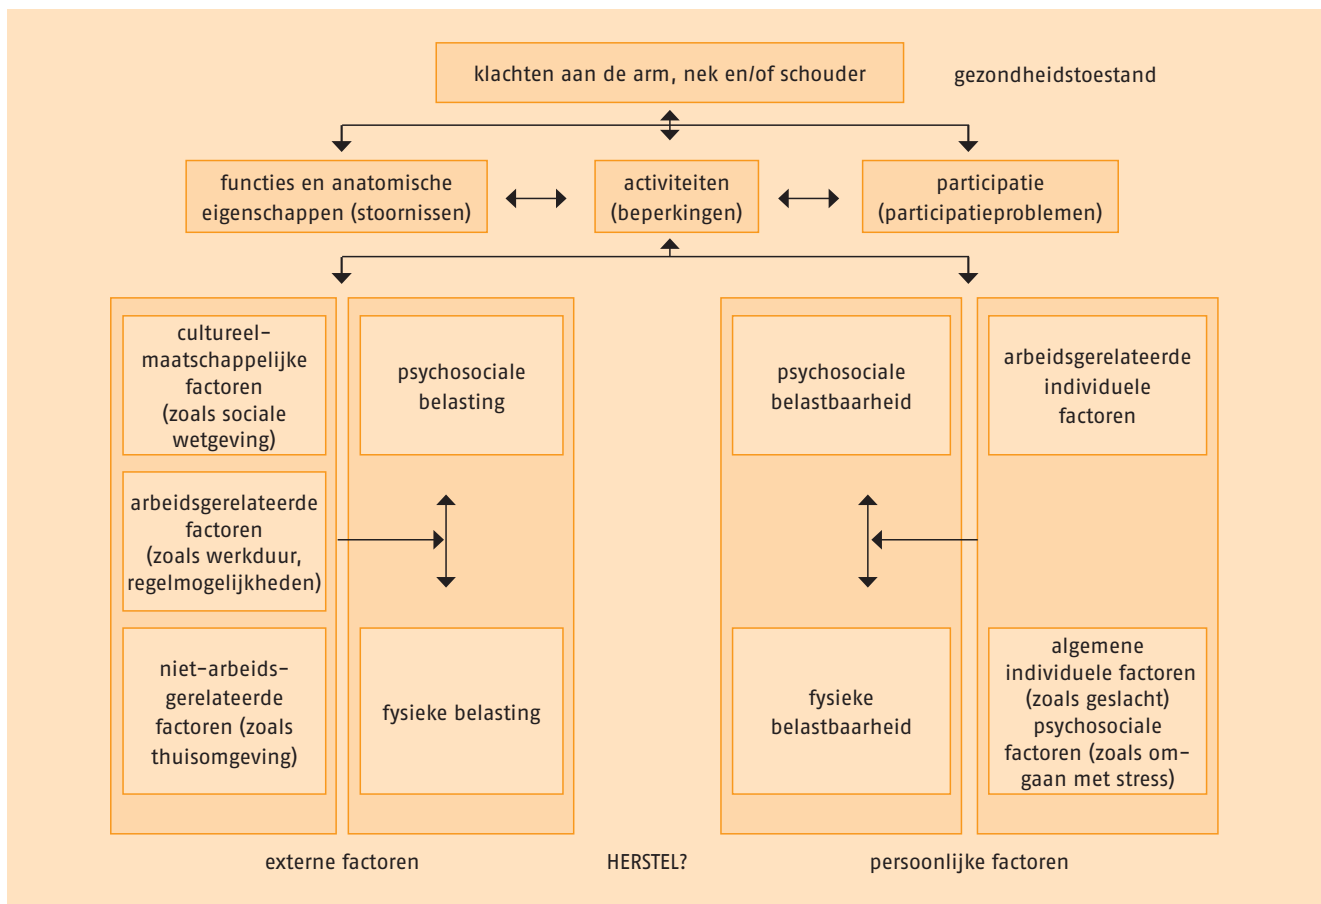 klachten aan de arm, nek en/of schouder
gezondheidstoestand
functies en anatomische
eigenschappen (stoornissen)
activiteiten
(beperkingen)
participatie
(participatieproblemen)
cultureel-
maatschappelijke
factoren
(zoals sociale
wetgeving)
arbeidsgerelateerde
factoren
(zoals werkduur,
regelmogelijkheden)
niet-arbeids-
gerelateerde
factoren (zoals
thuisomgeving)
psychosociale
belasting
fysieke belasting
psychosociale
belastbaarheid
fysieke
belastbaarheid
arbeidsgerelateerde
individuele
factoren
algemene
individuele factoren
(zoals geslacht)
psychosociale
factoren (zoals om-
gaan met stress)
externe factoren
HERSTEL?
persoonlijke factoren